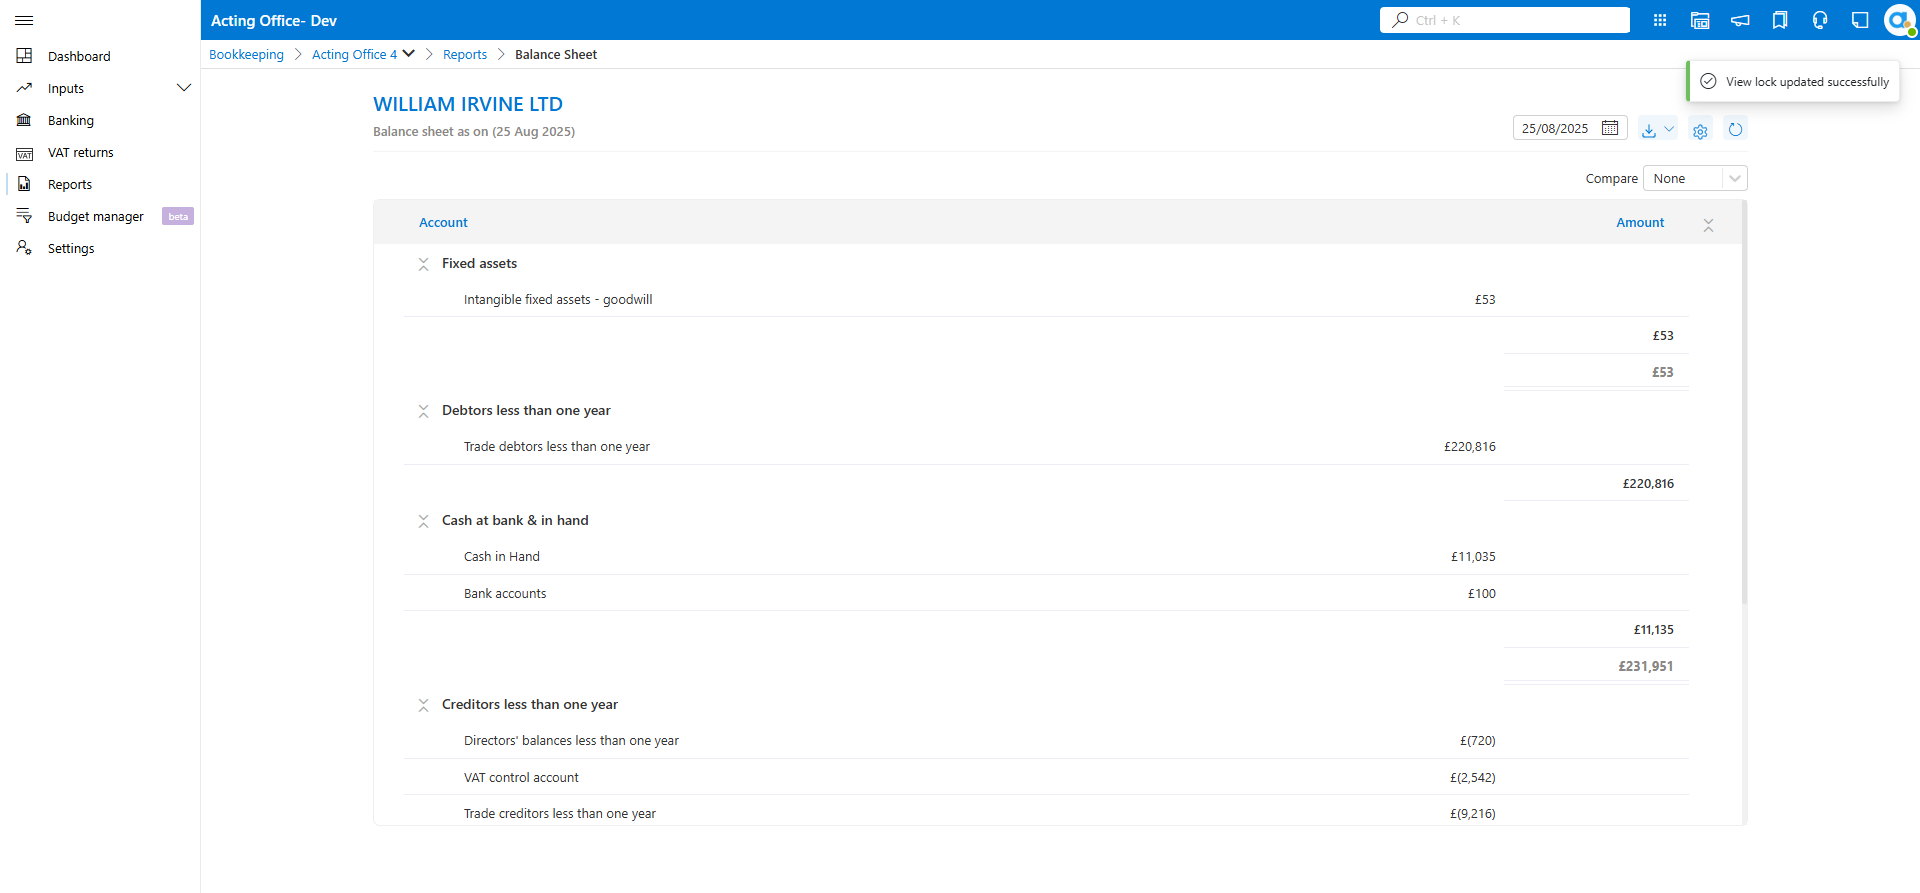 Acting Office- Dev
Ctrl + K
Dashboard
Inputs
Banking
VAT returns
Reports
Budget manager beta
Settings
Bookkeeping Acting Office 4 Reports Balance Sheet
View lock updated successfully
WILLIAM IRVINE LTD
Balance sheet as on (25 Aug 2025)
25/08/2025
Compare None
Account Amount
Fixed assets
Intangible fixed assets - goodwill £53
£53
£53
Debtors less than one year
Trade debtors less than one year £220,816
£220,816
Cash at bank & in hand
Cash in Hand £11,035
Bank accounts £100
£11,135
£231,951
Creditors less than one year
Directors' balances less than one year £(720)
VAT control account £(2,542)
Trade creditors less than one year £(9,216)